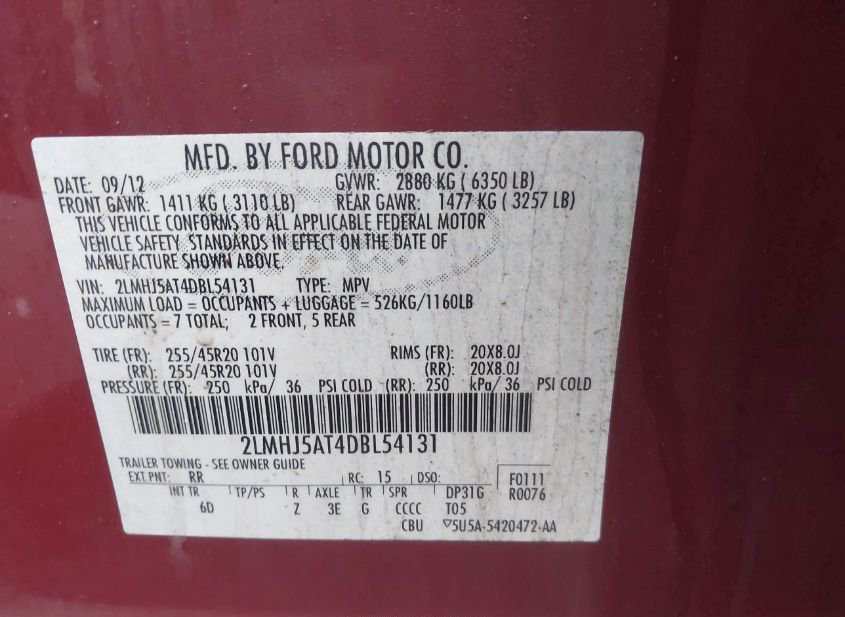 MFD. BY FORD MOTOR CO.
DATE: 09/12 GVWR: 2880 KG ( 6350 LB)
FRONT GAWR: 1411 KG ( 3110 LB) REAR GAWR: 1477 KG ( 3257 LB)
THIS VEHICLE CONFORMS TO ALL APPLICABLE FEDERAL MOTOR
VEHICLE SAFETY STANDARDS IN EFFECT ON THE DATE OF
MANUFACTURE SHOWN ABOVE.
VIN: 2LMHJ5AT4DBL54131 TYPE: MPV
MAXIMUM LOAD = OCCUPANTS + LUGGAGE = 526KG/1160LB
OCCUPANTS = 7 TOTAL; 2 FRONT, 5 REAR
TIRE (FR): 255/45R20 101V RIMS (FR): 20X8.0J
(RR): 255/45R20 101V (RR): 20X8.0J
PRESSURE (FR): 250 kPa/ 36 PSI COLD (RR): 250 kPa/ 36 PSI COLD
2LMHJ5AT4DBL54131
TRAILER TOWING - SEE OWNER GUIDE
EXT PNT: RR RC: 15 DSO: F0111
INT TR TP/PS R AXLE TR SPR DP31G R0076
6D Z 3E G CCCC T05
CBU ▽5U5A-5420472-AA